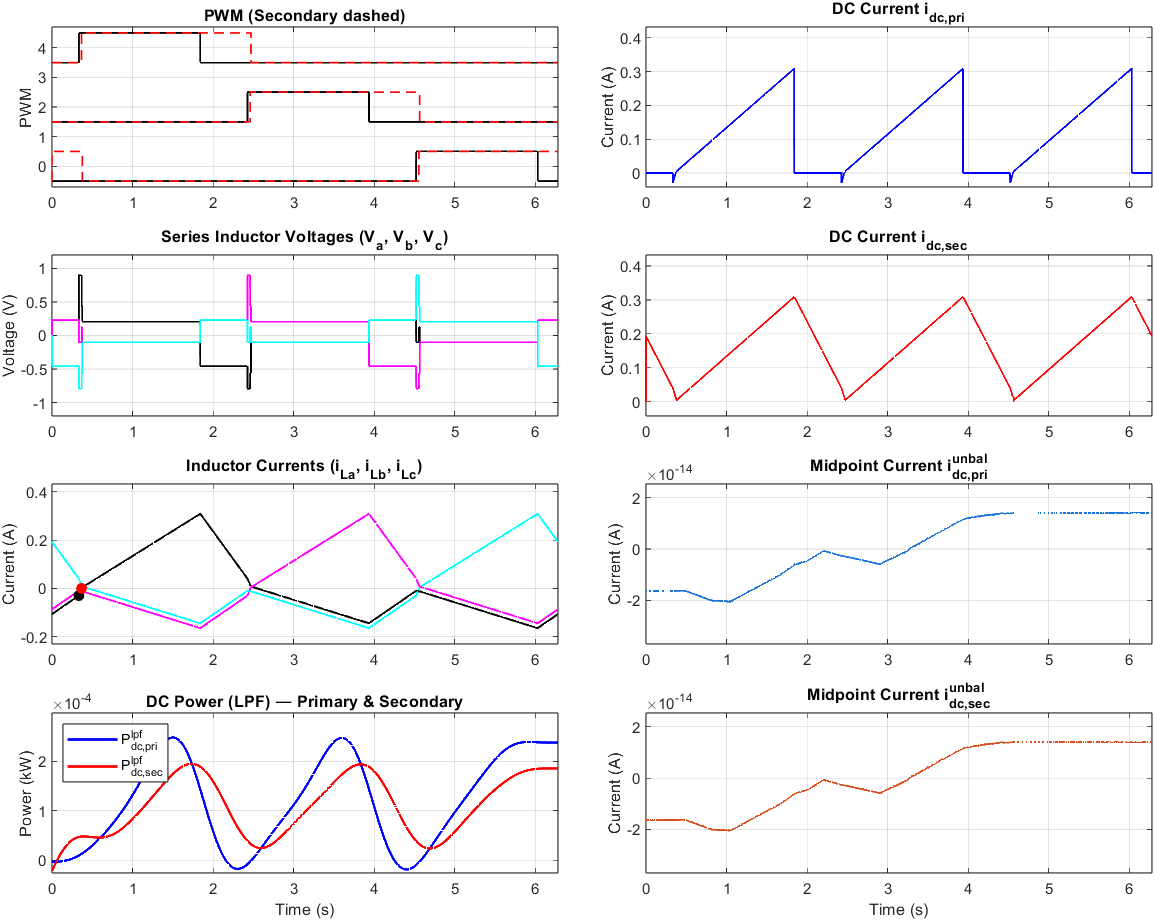 PWM (Secondary dashed)
PWM
4
3
2
1
0
0 1 2 3 4 5 6
DC Current i_dc,pri
Current (A)
0.4
0.3
0.2
0.1
0
0 1 2 3 4 5 6
Series Inductor Voltages (V_a, V_b, V_c)
Voltage (V)
1
0.5
0
-0.5
-1
0 1 2 3 4 5 6
DC Current i_dc,sec
Current (A)
0.4
0.3
0.2
0.1
0
0 1 2 3 4 5 6
Inductor Currents (i_La, i_Lb, i_Lc)
Current (A)
0.4
0.2
0
-0.2
0 1 2 3 4 5 6
Midpoint Current i^unbal_dc,pri
×10^-14
Current (A)
2
0
-2
0 1 2 3 4 5 6
DC Power (LPF) — Primary & Secondary
×10^-4
P^lpf_dc,pri
P^lpf_dc,sec
Power (kW)
2
1
0
0 1 2 3 4 5 6
Time (s)
Midpoint Current i^unbal_dc,sec
×10^-14
Current (A)
2
0
-2
0 1 2 3 4 5 6
Time (s)